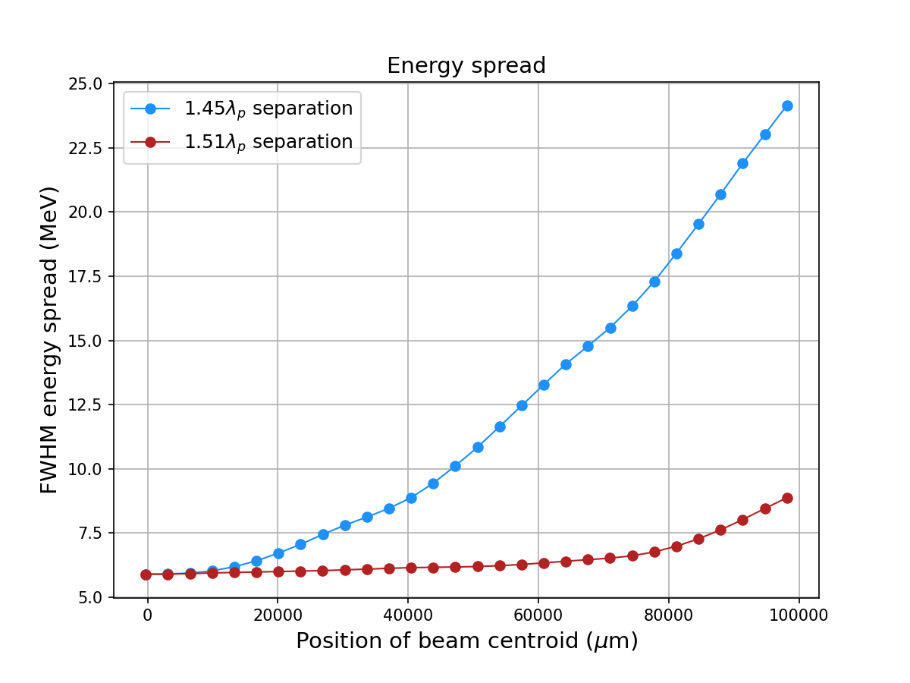 Energy spread
1.45λp separation
1.51λp separation
FWHM energy spread (MeV)
25.0
22.5
20.0
17.5
15.0
12.5
10.0
7.5
5.0
0 20000 40000 60000 80000 100000
Position of beam centroid (μm)